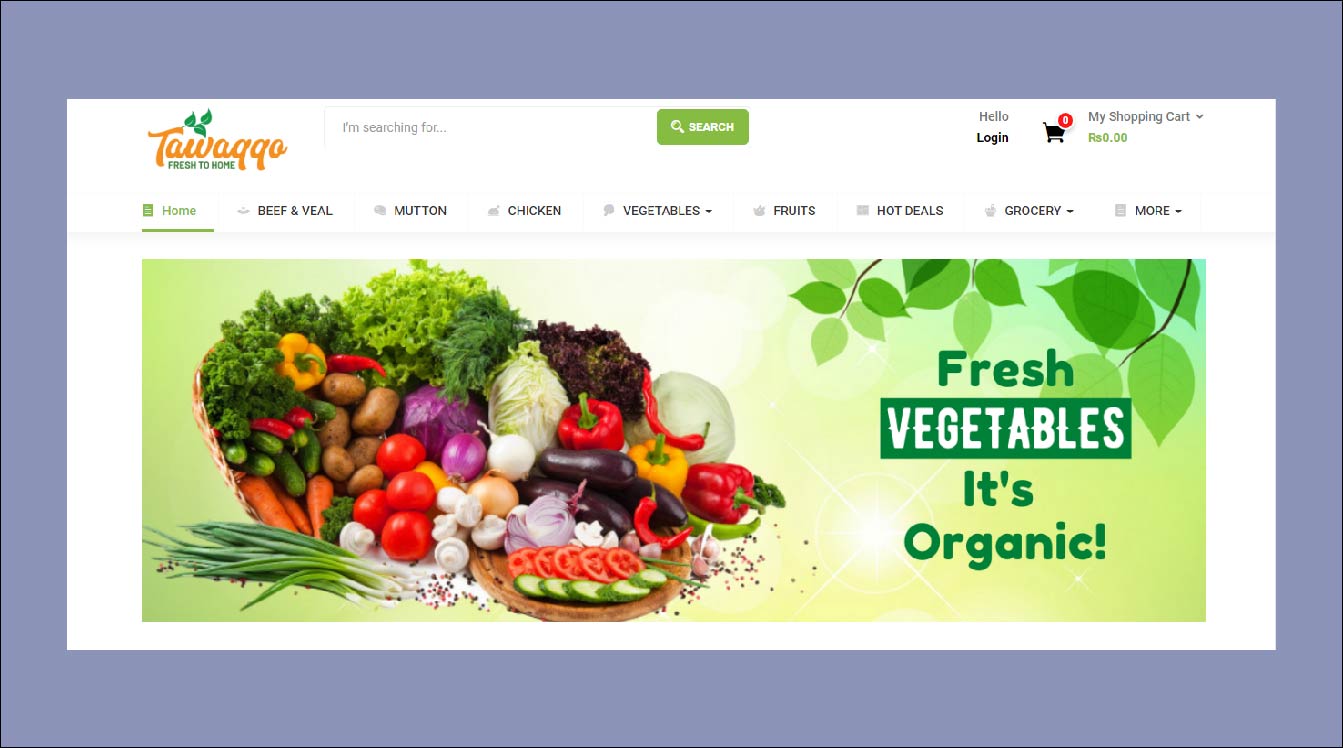 Tawaqqo
FRESH TO HOME
I'm searching for...
SEARCH
Hello
Login
0
My Shopping Cart
Rs0.00
Home
BEEF & VEAL
MUTTON
CHICKEN
VEGETABLES
FRUITS
HOT DEALS
GROCERY
MORE
Fresh
VEGETABLES
It's
Organic!